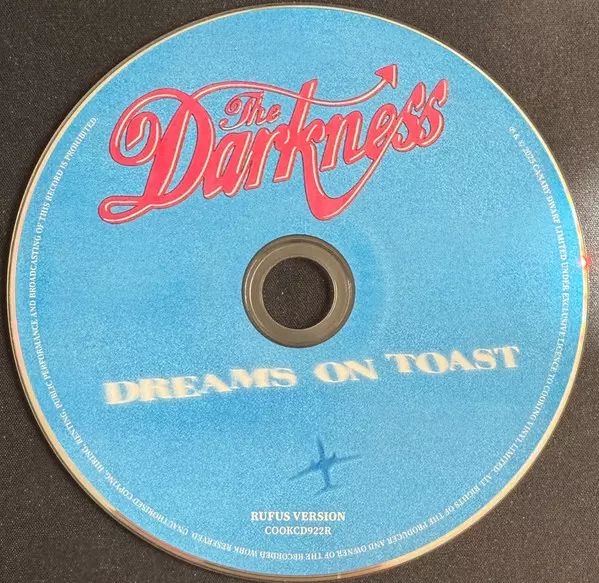 The
Darkness
DREAMS ON TOAST
RUFUS VERSION
COOKCD922R
℗ & © 2025 CANARY DWARF LIMITED UNDER EXCLUSIVE LICENCE TO COOKING VINYL LIMITED. ALL RIGHTS OF THE PRODUCER AND OWNER OF THE RECORDED WORK RESERVED. UNAUTHORISED COPYING, HIRING, RENTING, PUBLIC PERFORMANCE AND BROADCASTING OF THIS RECORD IS PROHIBITED.